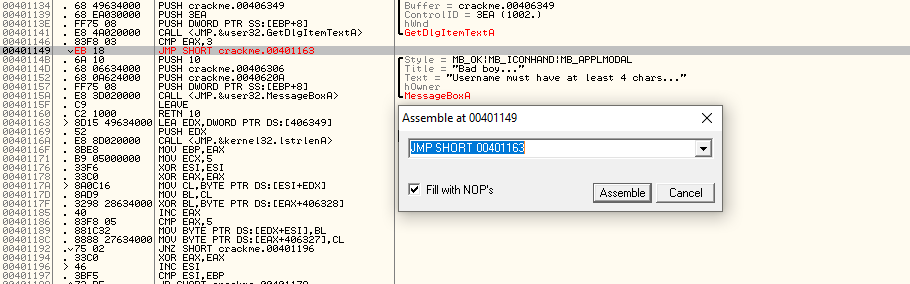 00401134 . 68 49634000 PUSH crackme.00406349 Buffer = crackme.00406349
00401139 . 68 EA030000 PUSH 3EA ControlID = 3EA (1002.)
0040113E . FF75 08 PUSH DWORD PTR SS:[EBP+8] hWnd
00401141 . E8 4A020000 CALL <JMP.&user32.GetDlgItemTextA> GetDlgItemTextA
00401146 . 83F8 03 CMP EAX,3
00401149 EB 18 JMP SHORT crackme.00401163
0040114B . 6A 10 PUSH 10 Style = MB_OK|MB_ICONHAND|MB_APPLMODAL
0040114D . 68 06634000 PUSH crackme.00406306 Title = "Bad boy..."
00401152 . 68 0A624000 PUSH crackme.0040620A Text = "Username must have at least 4 chars..."
00401157 . FF75 08 PUSH DWORD PTR SS:[EBP+8] hOwner
0040115A . E8 3D020000 CALL <JMP.&user32.MessageBoxA> MessageBoxA
0040115F . C9 LEAVE
00401160 . C2 1000 RETN 10
00401163 > 8D15 49634000 LEA EDX,DWORD PTR DS:[406349]
00401169 . 52 PUSH EDX
0040116A . E8 8D020000 CALL <JMP.&kernel32.lstrlenA>
0040116F . 8BE8 MOV EBP,EAX
00401171 . B9 05000000 MOV ECX,5
00401176 . 33F6 XOR ESI,ESI
00401178 . 33C0 XOR EAX,EAX
0040117A > 8A0C16 MOV CL,BYTE PTR DS:[ESI+EDX]
0040117D . 8AD9 MOV BL,CL
0040117F . 3298 28634000 XOR BL,BYTE PTR DS:[EAX+406328]
00401185 . 40 INC EAX
00401186 . 83F8 05 CMP EAX,5
00401189 . 881C32 MOV BYTE PTR DS:[EDX+ESI],BL
0040118C . 8888 27634000 MOV BYTE PTR DS:[EAX+406327],CL
00401192 . 75 02 JNZ SHORT crackme.00401196
00401194 . 33C0 XOR EAX,EAX
00401196 > 46 INC ESI
00401197 . 3BF5 CMP ESI,EBP
Assemble at 00401149
JMP SHORT 00401163
Fill with NOP's
Assemble
Cancel